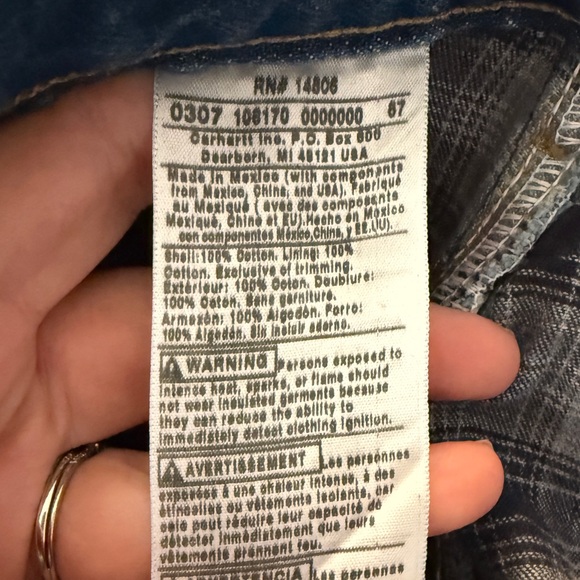 RN# 14806
0307 106170 0000000 67
Carhartt Inc, P.O. Box 600
Dearborn, MI 48121 USA
Made in Mexico (with components
from Mexico, China, and USA). Fabriqué
au Mexique ( avec des composants
Mexique, Chine et EU).Hecho en Mexico
con componentes México,China,y EE.UU).
Shell:100% Cotton. Lining: 100%
Cotton. Exclusive of trimming.
Extérieur: 100% Coton. Doublure:
100% Coton. Sans garniture.
Armazón: 100% Algodón. Forro:
100% Algodón. Sin incluir adorno.
WARNING Persons exposed to
intense heat, sparks, or flame should
not wear insulated garments because
they can reduce the ability to
immediately detect clothing ignition.
AVERTISSEMENT Les personnes
exposées à une chaleur intense, à des
étincelles ou vêtements isolants, car
cela peut réduire leur capacité de
détecter immédiatement que leurs
vêtements prennent feu.
Las personas